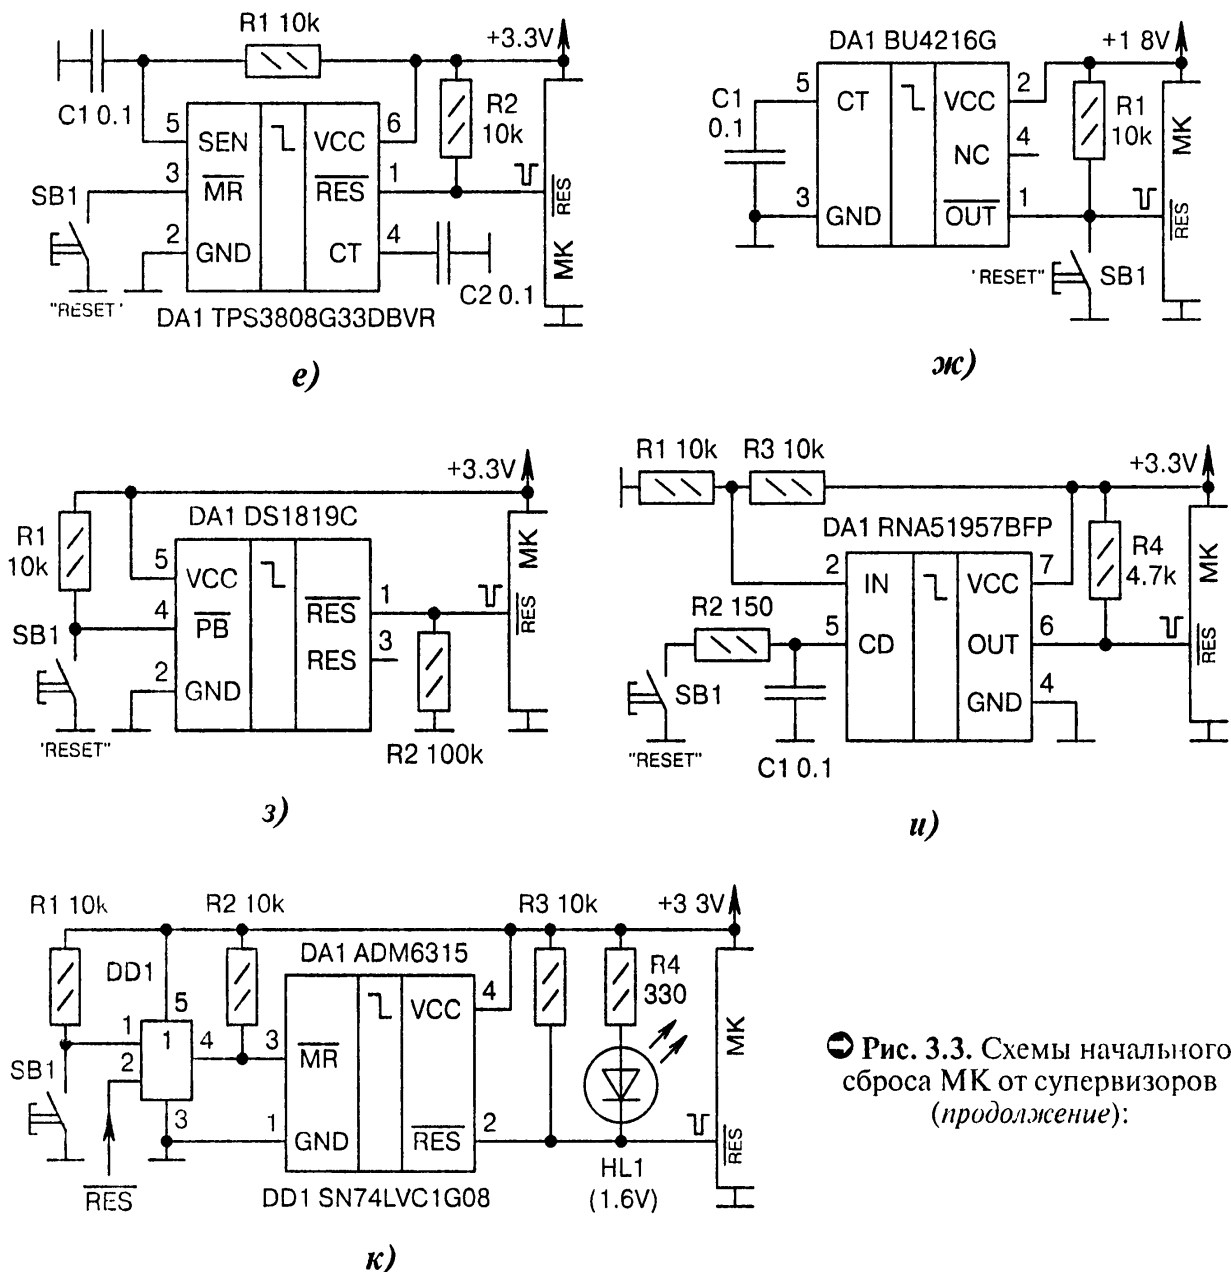 R1 10k
+3.3V
C1 0.1
R2
10k
5
SEN
VCC
6
3
MR
RES
1
SB1
2
GND
CT
4
RES
MK
"RESET'
C2 0.1
DA1 TPS3808G33DBVR
е)
DA1 BU4216G
+1 8V
C1
0.1
5
CT
VCC
2
R1
10k
MK
NC
4
3
GND
OUT
1
RES
'RESET"
SB1
ж)
+3.3V
DA1 DS1819C
R1
10k
5
VCC
MK
4
PB
RES
1
RES
SB1
RES
3
2
GND
'RESET"
R2 100k
з)
R1 10k
R3 10k
+3.3V
DA1 RNA51957BFP
2
IN
VCC
7
R4
4.7k
MK
R2 150
5
CD
OUT
6
RES
SB1
GND
4
"RESET"
C1 0.1
и)
R1 10k
R2 10k
R3 10k
+3 3V
DA1 ADM6315
DD1
R4
330
5
VCC
4
MK
1
1
4
3
MR
2
SB1
3
1
GND
RES
2
RES
RES
DD1 SN74LVC1G08
HL1
(1.6V)
к)
Рис. 3.3. Схемы начального
сброса МК от супервизоров
(продолжение):